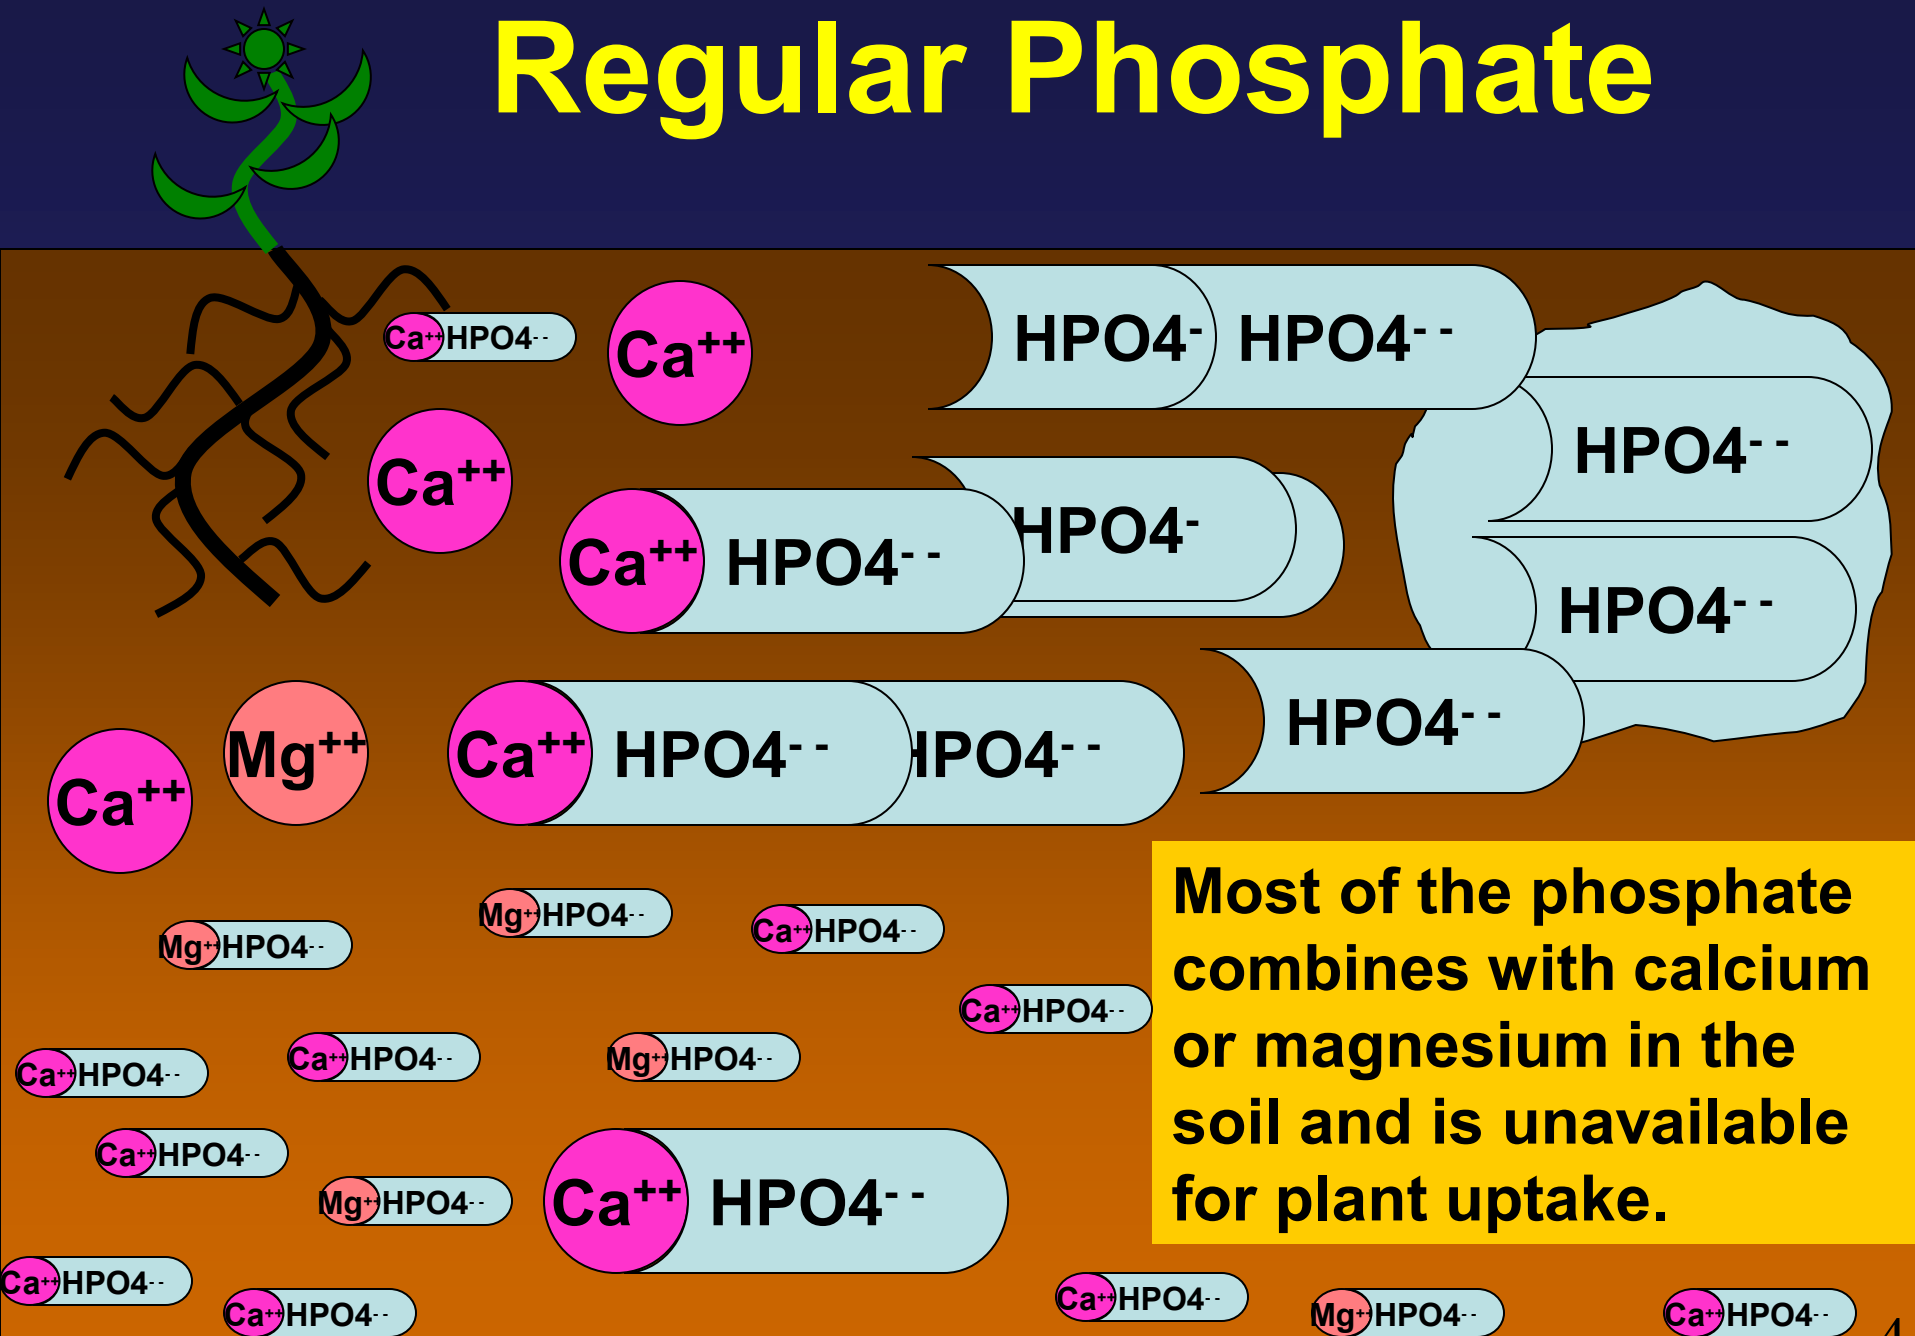 Regular Phosphate
Ca++HPO4--
Ca++
HPO4-
HPO4--
Ca++
HPO4--
Ca++ HPO4--
HPO4-
HPO4--
Ca++
Mg++
Ca++ HPO4--
HPO4--
HPO4--
Most of the phosphate
combines with calcium
or magnesium in the
soil and is unavailable
for plant uptake.
Mg++HPO4--
Mg++HPO4--
Ca++HPO4--
Ca++HPO4--
Ca++HPO4--
Ca++HPO4--
Mg++HPO4--
Ca++HPO4--
Mg++HPO4--
Ca++ HPO4--
Ca++HPO4--
Ca++HPO4--
Ca++HPO4--
Mg++HPO4--
Ca++HPO4--
4